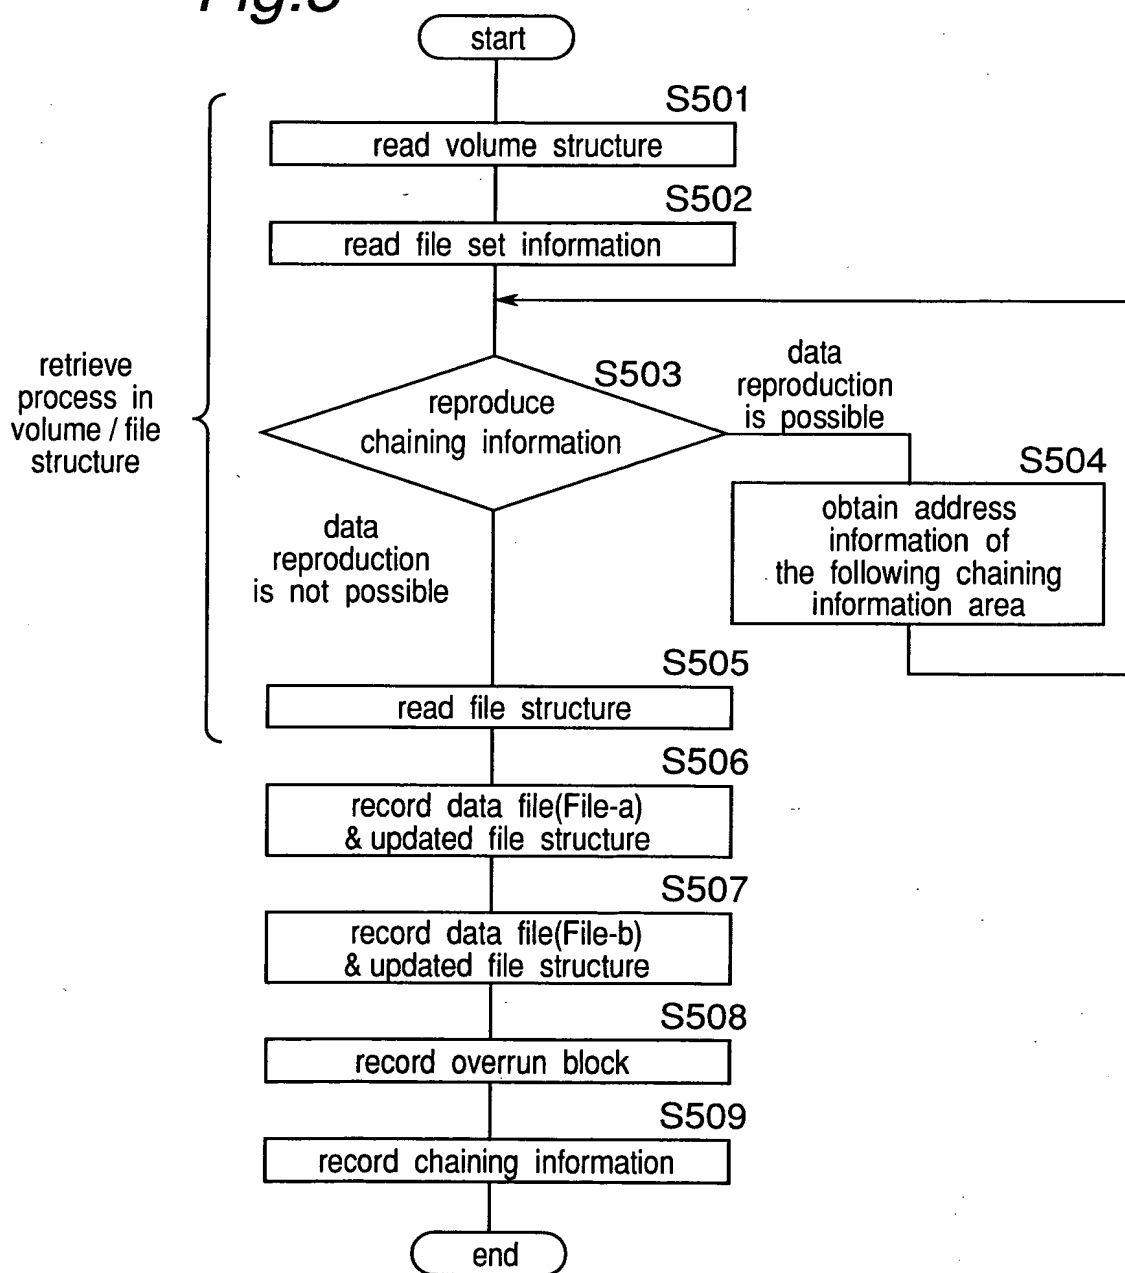 start
S501
read volume structure
S502
read file set information
retrieve
process in
volume / file
structure
S503
reproduce
chaining information
data
reproduction
is possible
S504
obtain address
information of
the following chaining
information area
data
reproduction
is not possible
S505
read file structure
S506
record data file(File-a)
& updated file structure
S507
record data file(File-b)
& updated file structure
S508
record overrun block
S509
record chaining information
end